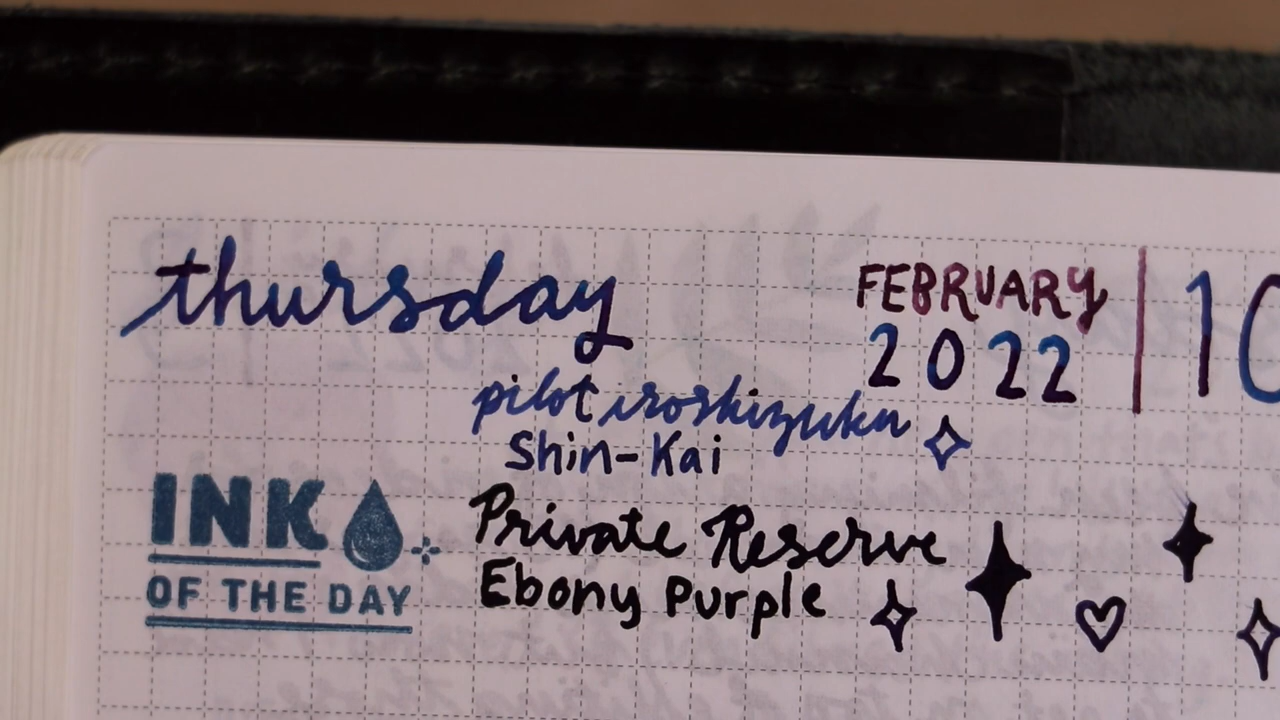 thursday
FEBRUARY
2022
10
pilot iroshizuku
Shin-Kai
INK
OF THE DAY
Private Reserve
Ebony Purple